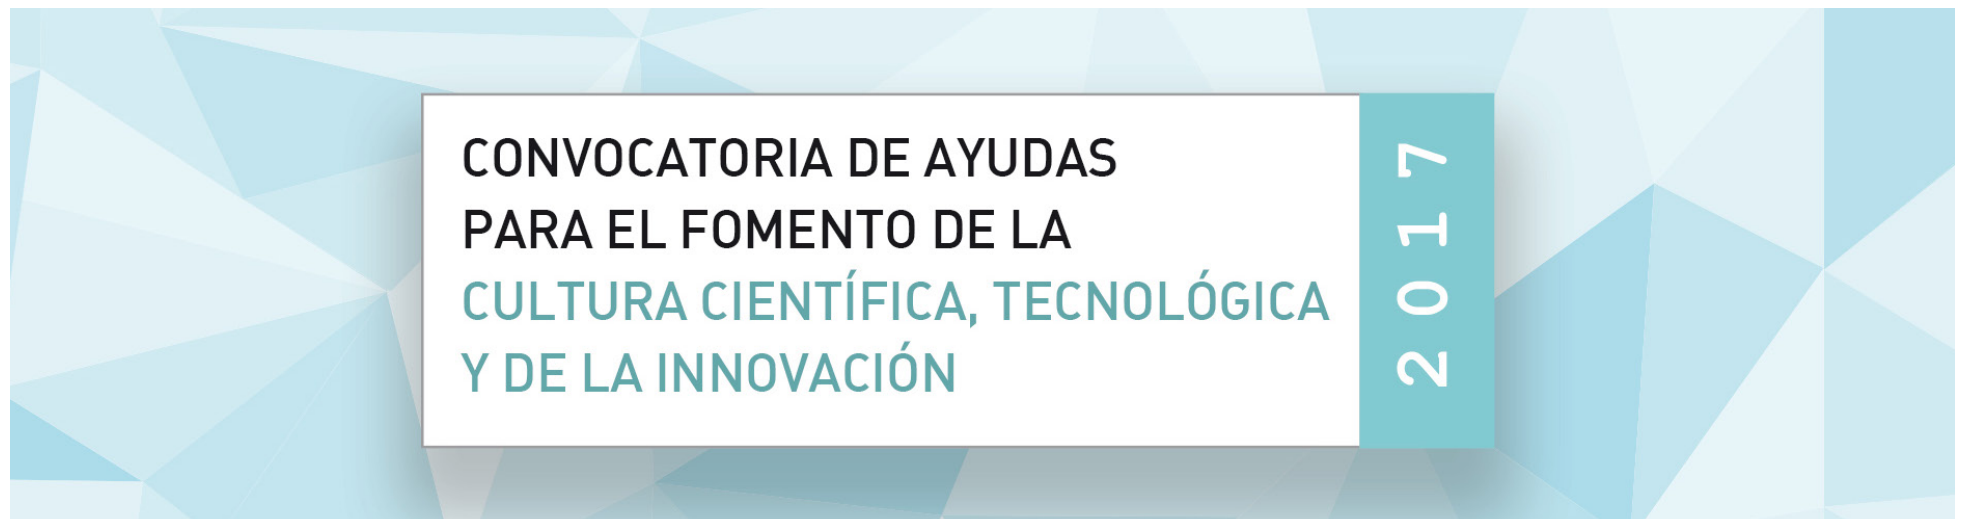 CONVOCATORIA DE AYUDAS
PARA EL FOMENTO DE LA
CULTURA CIENTÍFICA, TECNOLÓGICA
Y DE LA INNOVACIÓN
2017